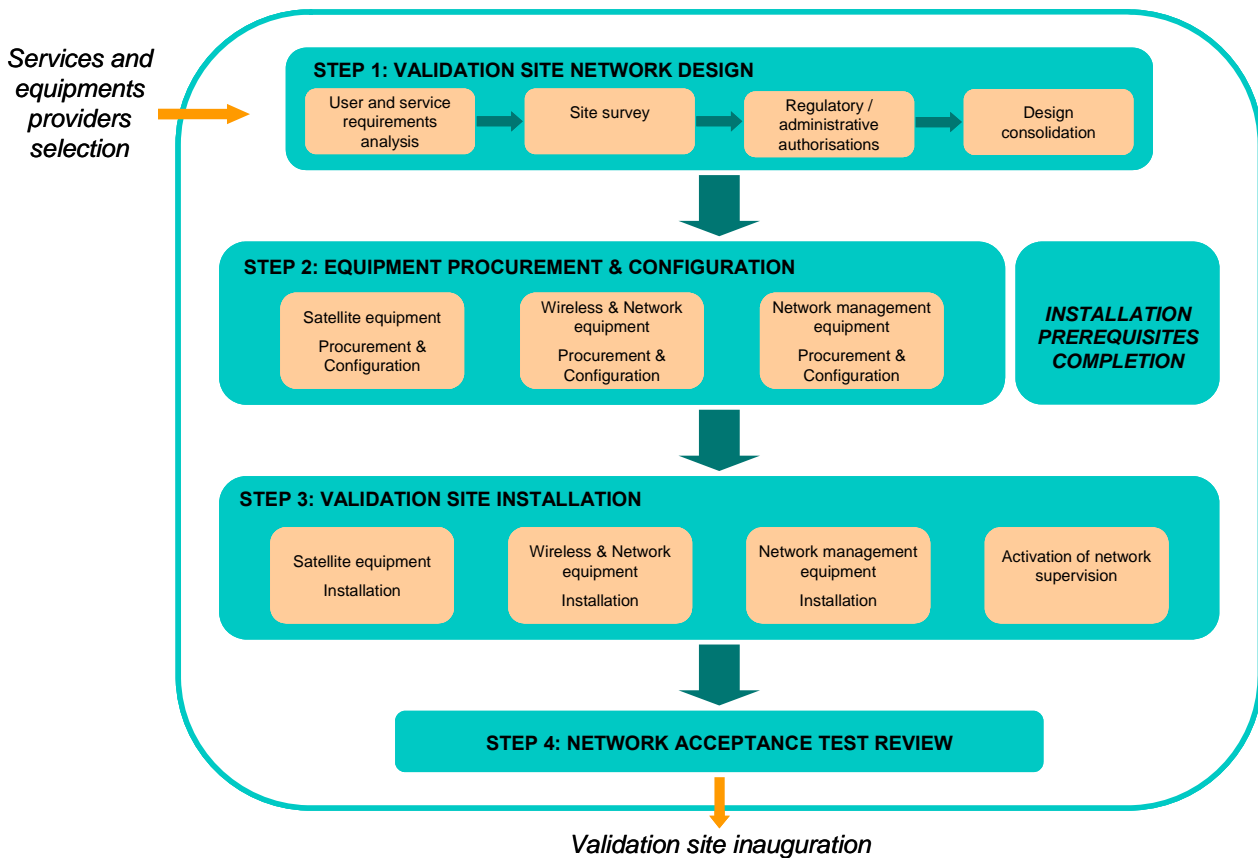 Services and
equipments
providers
selection
STEP 1: VALIDATION SITE NETWORK DESIGN
User and service
requirements
analysis
Site survey
Regulatory /
administrative
authorisations
Design
consolidation
STEP 2: EQUIPMENT PROCUREMENT & CONFIGURATION
Satellite equipment
Procurement &
Configuration
Wireless & Network
equipment
Procurement &
Configuration
Network management
equipment
Procurement &
Configuration
INSTALLATION
PREREQUISITES
COMPLETION
STEP 3: VALIDATION SITE INSTALLATION
Satellite equipment
Installation
Wireless & Network
equipment
Installation
Network management
equipment
Installation
Activation of network
supervision
STEP 4: NETWORK ACCEPTANCE TEST REVIEW
Validation site inauguration